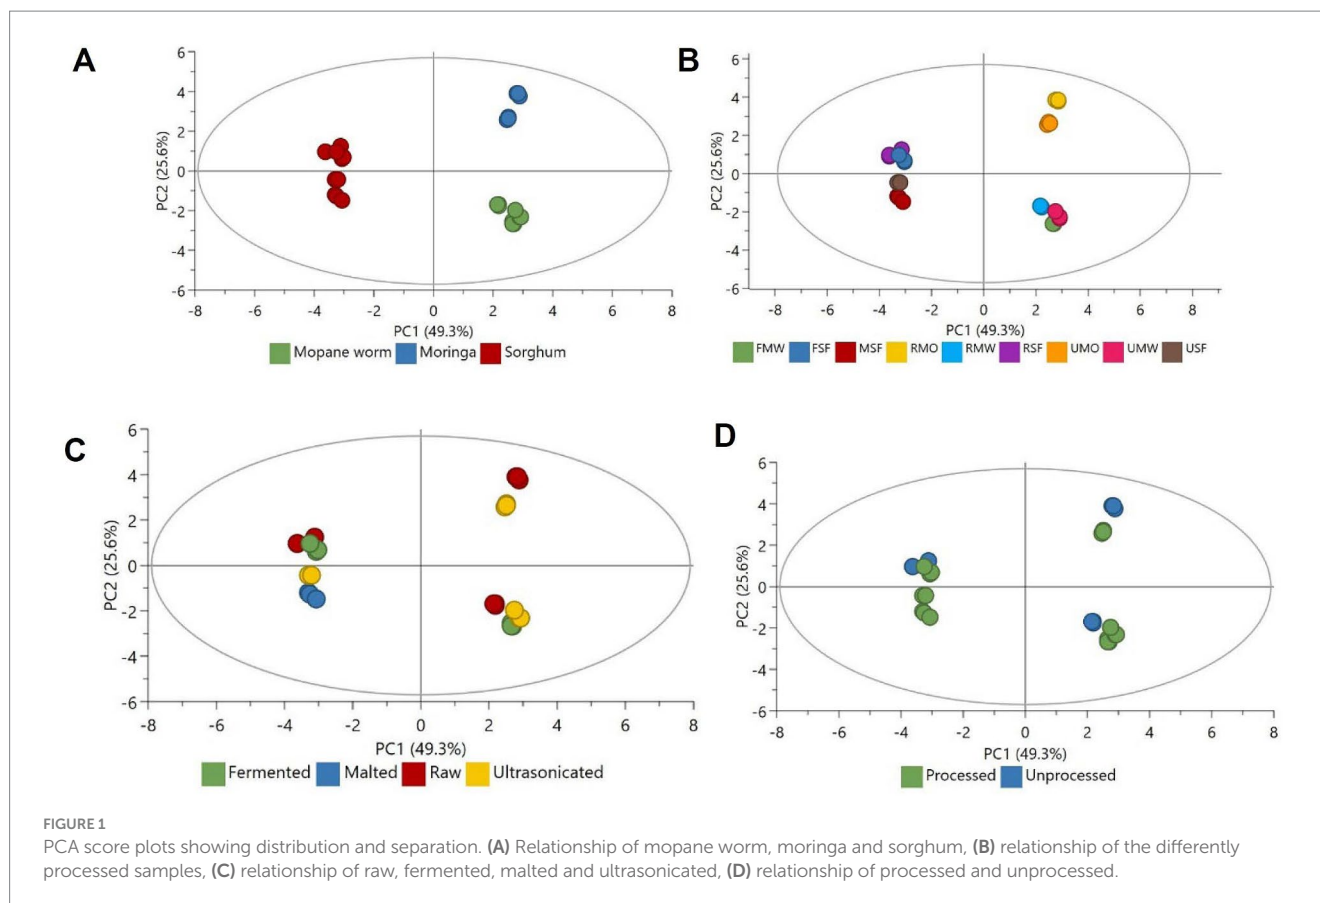 A
6
4
2
0
-2
-4
-6
PC2 (25.6%)
-8 -6 -4 -2 0 2 4 6 8
PC1 (49.3%)
Mopane worm Moringa Sorghum
B
6
4
2
0
-2
-4
-6
PC2 (25.6%)
-8 -6 -4 -2 0 2 4 6 8
PC1 (49.3%)
FMW FSF MSF RMO RMW RSF UMO UMW USF
C
6
4
2
0
-2
-4
-6
PC2 (25.6%)
-8 -6 -4 -2 0 2 4 6 8
PC1 (49.3%)
Fermented Malted Raw Ultrasonicated
D
6
4
2
0
-2
-4
-6
PC2 (25.6%)
-8 -6 -4 -2 0 2 4 6 8
PC1 (49.3%)
Processed Unprocessed
FIGURE 1
PCA score plots showing distribution and separation. (A) Relationship of mopane worm, moringa and sorghum, (B) relationship of the differently
processed samples, (C) relationship of raw, fermented, malted and ultrasonicated, (D) relationship of processed and unprocessed.